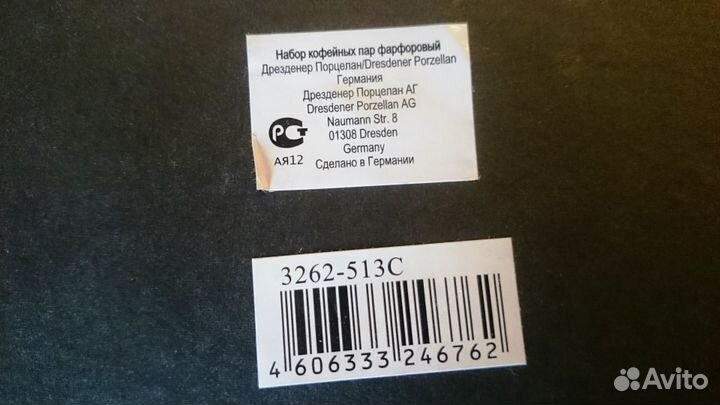 Набор кофейных пар фарфоровый
Дрезденер Порцелан/Dresdener Porzellan
Германия
Дрезденер Порцелан АГ
Dresdener Porzellan AG
Naumann Str. 8
01308 Dresden
Germany
Сделано в Германии
РСТ
АЯ12
3262-513C
4 606333 246762
Avito